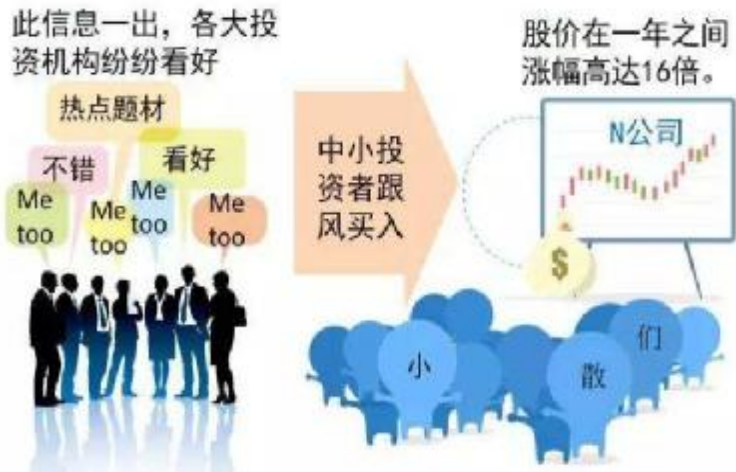 此信息一出，各大投
资机构纷纷看好
热点题材
不错
看好
Me
too
Me
too
Me
too
Me
too
中小投
资者跟
风买入
股价在一年之间
涨幅高达16倍。
N公司
$
小
散
们